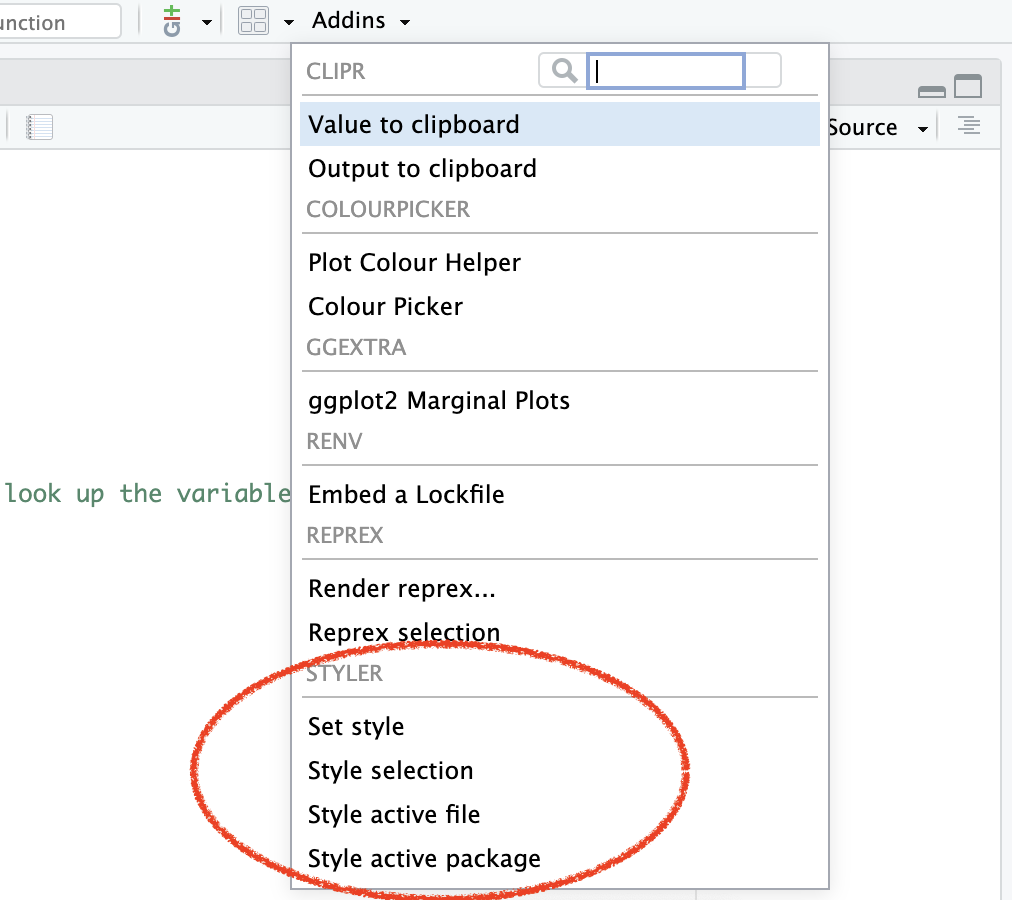 unction
Addins
CLIPR
Value to clipboard
Source
Output to clipboard
COLOURPICKER
Plot Colour Helper
Colour Picker
GGEXTRA
ggplot2 Marginal Plots
RENV
look up the variable
Embed a Lockfile
REPREX
Render reprex...
Reprex selection
STYLER
Set style
Style selection
Style active file
Style active package